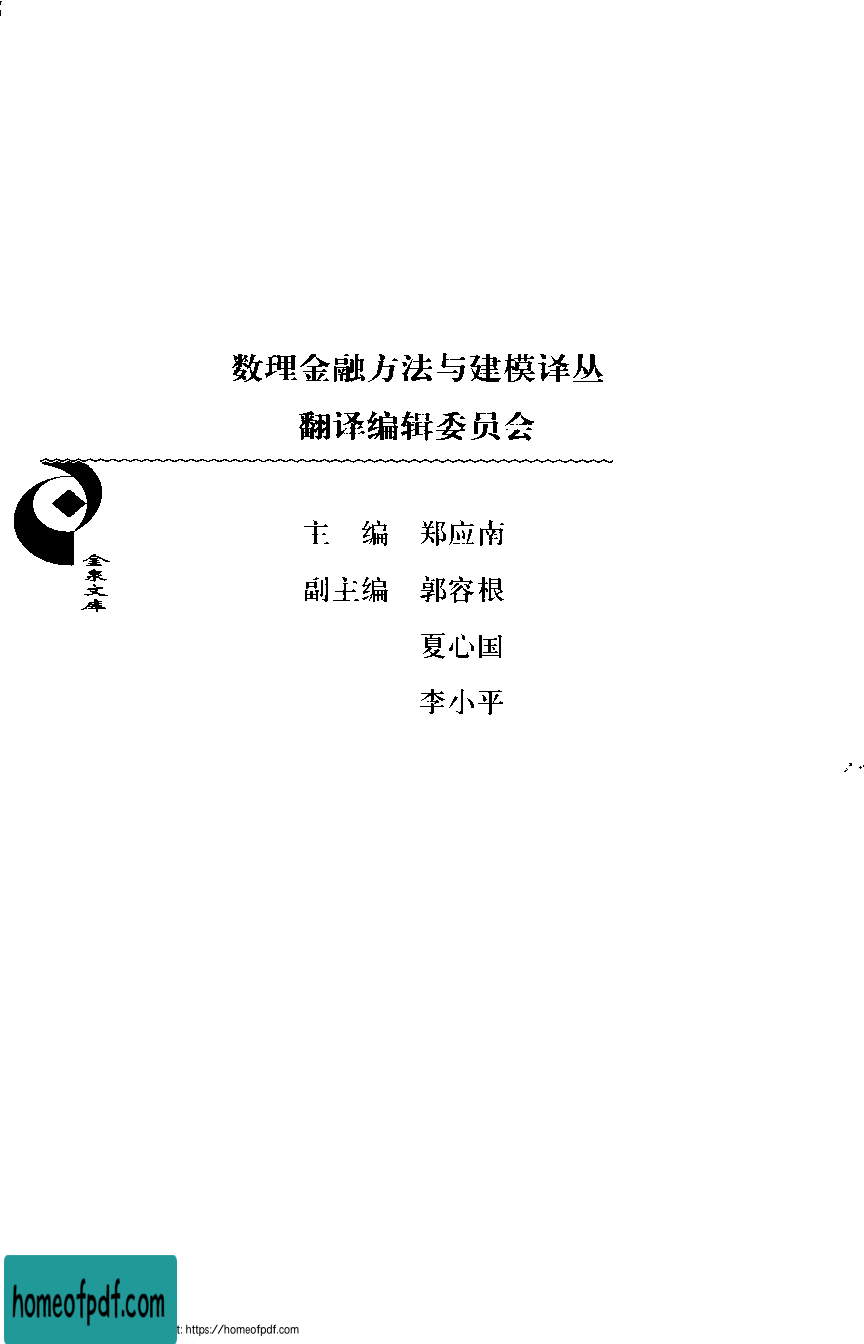 数理金融方法与建模译丛
翻译编辑委员会
金泉文库
主 编 郑应南
副主编 郭容根
夏心国
李小平
homeofpdf.com
t: https://homeofpdf.com